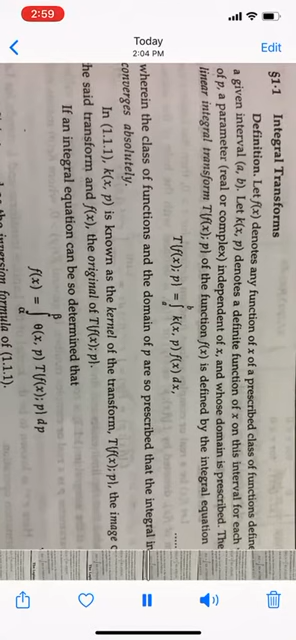 2:59
Today
2:04 PM
Edit
§1·1 Integral Transforms
Definition. Let f(x) denotes any function of x of a prescribed class of functions define
a given interval (a, b). Let k(x, p) denotes a definite function of x on this interval for each
of p, a parameter (real or complex) independent of x, and whose domain is prescribed. The
linear integral transform T{f(x); p} of the function f(x) is defined by the integral equation
T{f(x); p} = ∫ₐᵇ k(x, p) f(x) dx,
wherein the class of functions and the domain of p are so prescribed that the integral in
converges absolutely.
In (1.1.1), k(x, p) is known as the kernel of the transform, T{f(x); p}, the image
he said transform and f(x), the original of T{f(x); p}.
If an integral equation can be so determined that
f(x) = ∫_α^β θ(x, p) T{f(x); p} dp
inversion formula of (1.1.1).